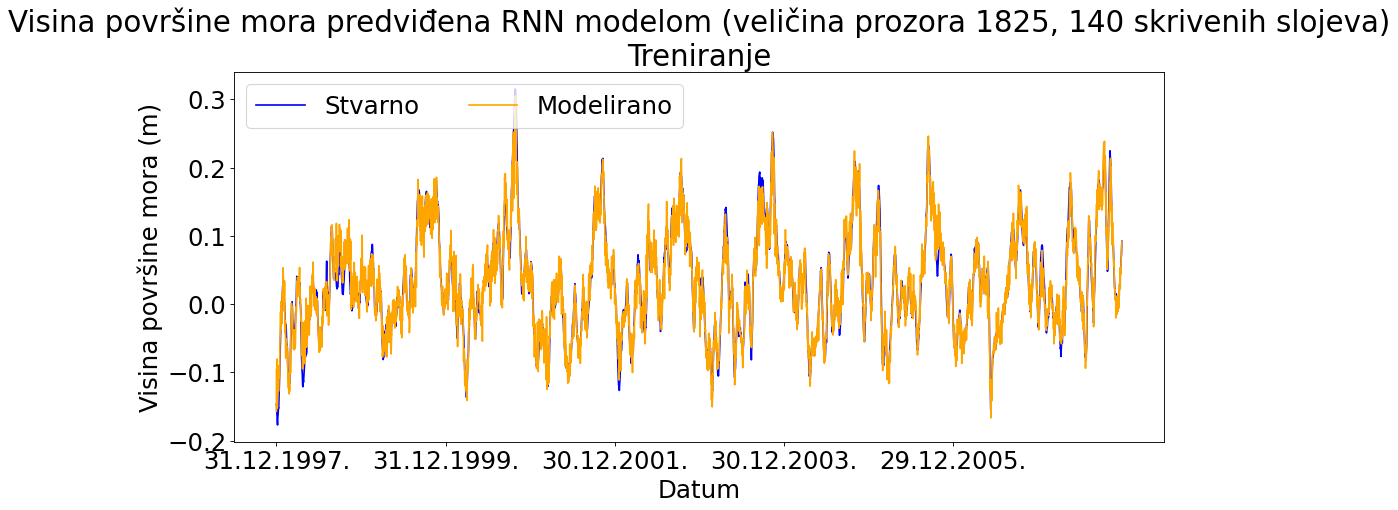 Visina površine mora predviđena RNN modelom (veličina prozora 1825, 140 skrivenih slojeva)
Treniranje
Stvarno
Modelirano
Visina površine mora (m)
0.3
0.2
0.1
0.0
−0.1
−0.2
31.12.1997.
31.12.1999.
30.12.2001.
30.12.2003.
29.12.2005.
Datum